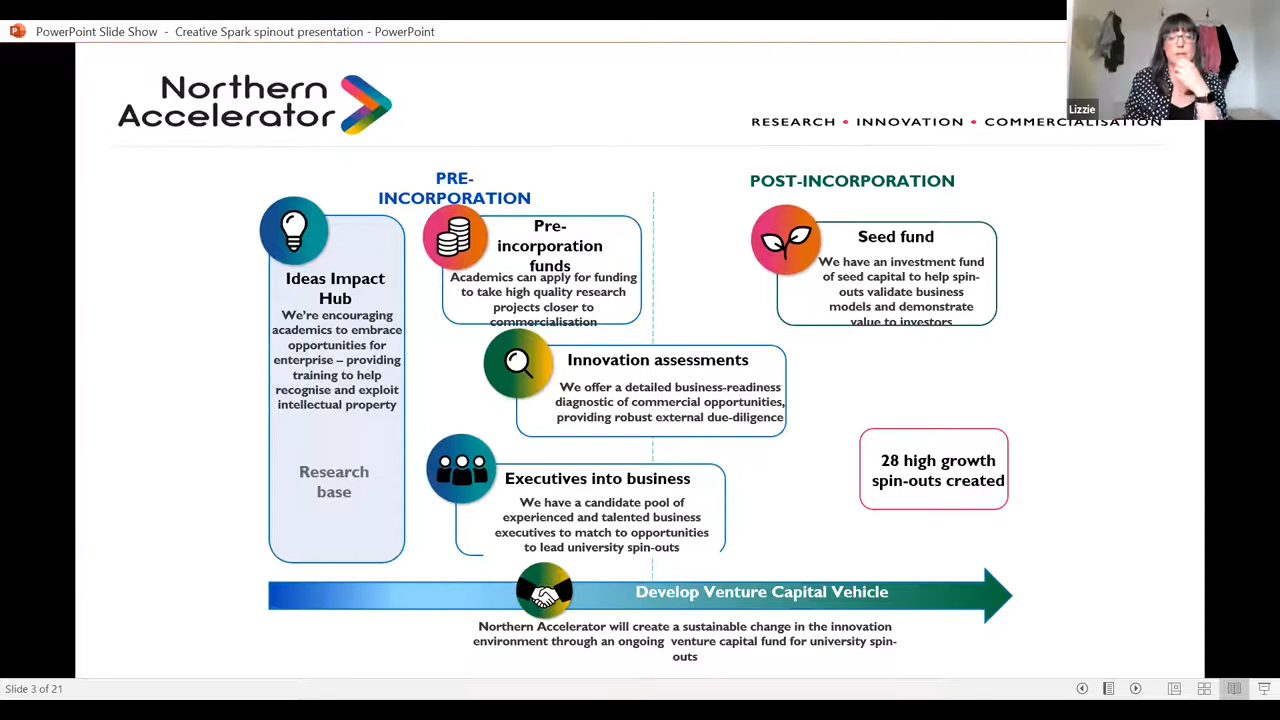 PowerPoint Slide Show - Creative Spark spinout presentation - PowerPoint
Lizzie
Northern
Accelerator
RESEARCH • INNOVATION • COMMERCIALISATION
PRE-
INCORPORATION
POST-INCORPORATION
Ideas Impact
Hub
We're encouraging
academics to embrace
opportunities for
enterprise – providing
training to help
recognise and exploit
intellectual property
Research
base
Pre-
incorporation
funds
Academics can apply for funding
to take high quality research
projects closer to
commercialisation
Seed fund
We have an investment fund
of seed capital to help spin-
outs validate business
models and demonstrate
value to investors
Innovation assessments
We offer a detailed business-readiness
diagnostic of commercial opportunities,
providing robust external due-diligence
28 high growth
spin-outs created
Executives into business
We have a candidate pool of
experienced and talented business
executives to match to opportunities
to lead university spin-outs
Develop Venture Capital Vehicle
Northern Accelerator will create a sustainable change in the innovation
environment through an ongoing venture capital fund for university spin-
outs
Slide 3 of 21